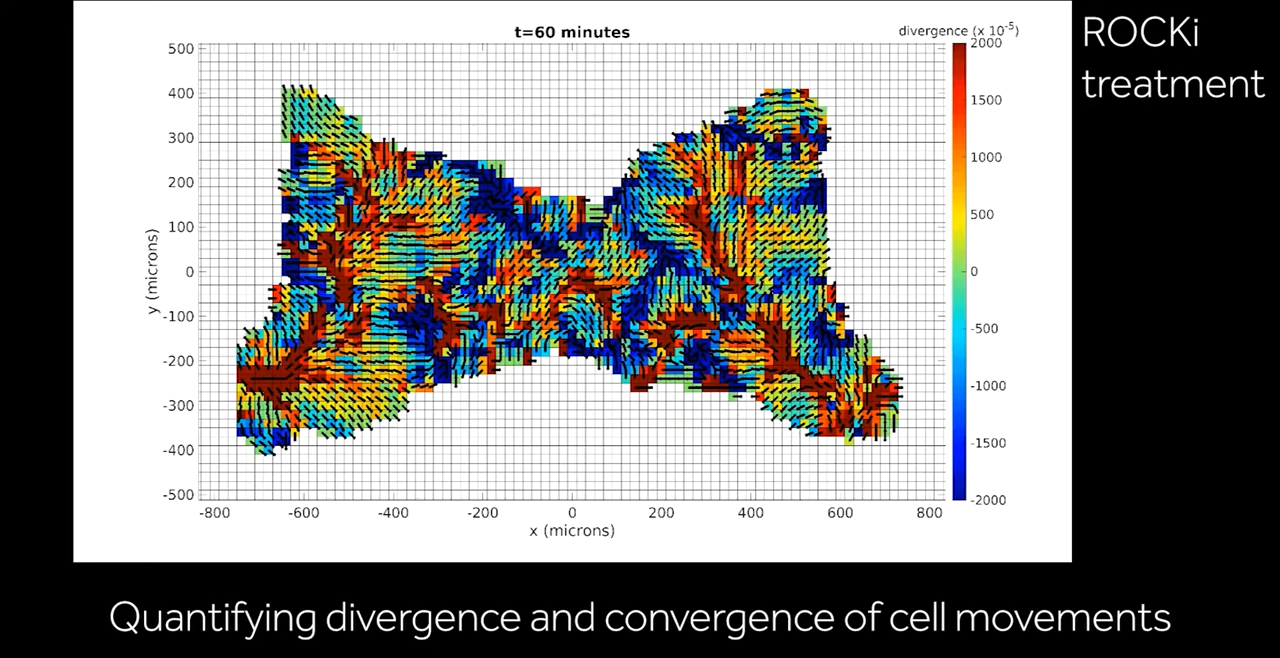 t=60 minutes
divergence (x 10-5)
ROCKi
treatment
500
400
300
200
100
0
-100
-200
-300
-400
-500
y (microns)
2000
1500
1000
500
0
-500
-1000
-1500
-2000
-800 -600 -400 -200 0 200 400 600 800
x (microns)
Quantifying divergence and convergence of cell movements